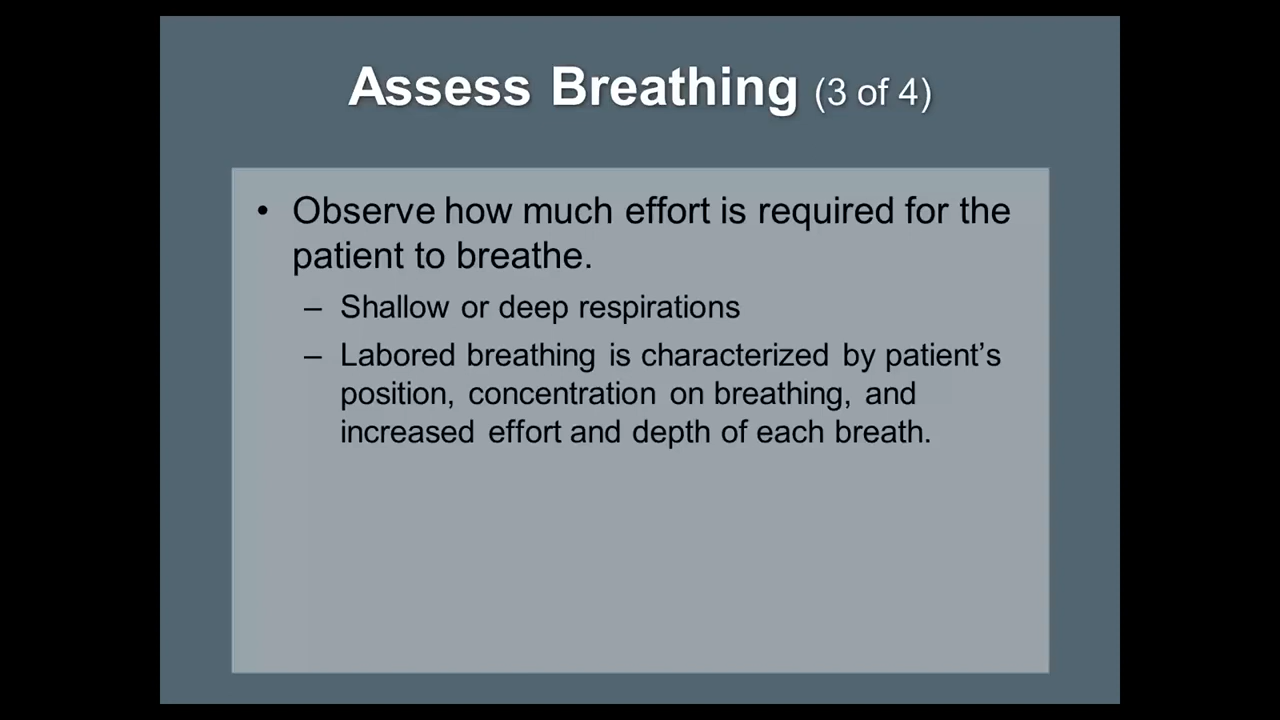 Assess Breathing (3 of 4)
• Observe how much effort is required for the
patient to breathe.
– Shallow or deep respirations
– Labored breathing is characterized by patient’s
position, concentration on breathing, and
increased effort and depth of each breath.